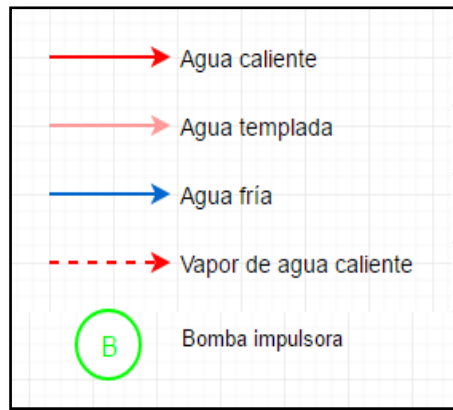 Agua caliente
Agua templada
Agua fría
Vapor de agua caliente
B Bomba impulsora